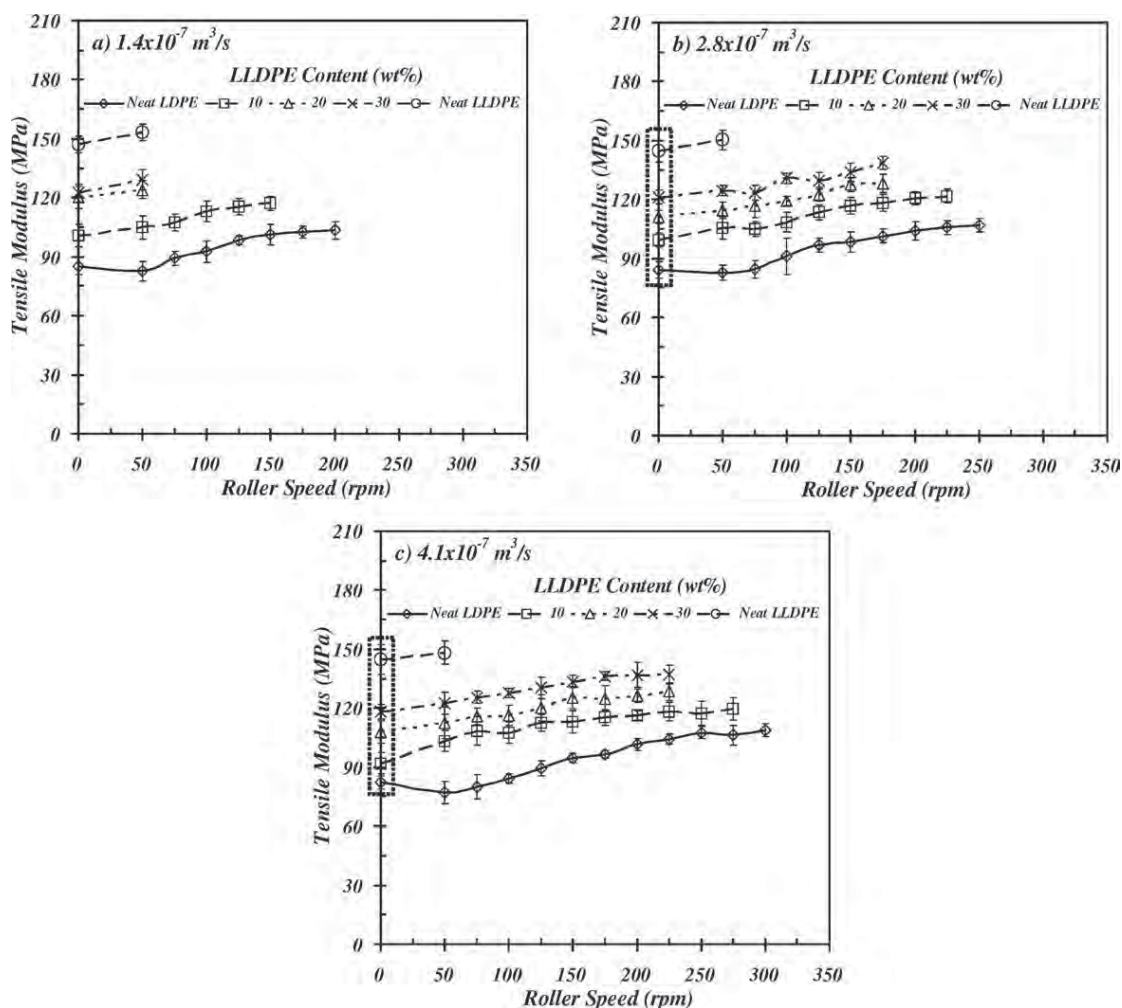 a) 1.4x10⁻⁷ m³/s
LLDPE Content (wt%)
Neat LDPE 10 20 30 Neat LLDPE
Tensile Modulus (MPa)
210
180
150
120
90
60
30
0
0 50 100 150 200 250 300 350
Roller Speed (rpm)
b) 2.8x10⁻⁷ m³/s
LLDPE Content (wt%)
Neat LDPE 10 20 30 Neat LLDPE
Tensile Modulus (MPa)
210
180
150
120
90
60
30
0
0 50 100 150 200 250 300 350
Roller Speed (rpm)
c) 4.1x10⁻⁷ m³/s
LLDPE Content (wt%)
Neat LDPE 10 20 30 Neat LLDPE
Tensile Modulus (MPa)
210
180
150
120
90
60
30
0
0 50 100 150 200 250 300 350
Roller Speed (rpm)